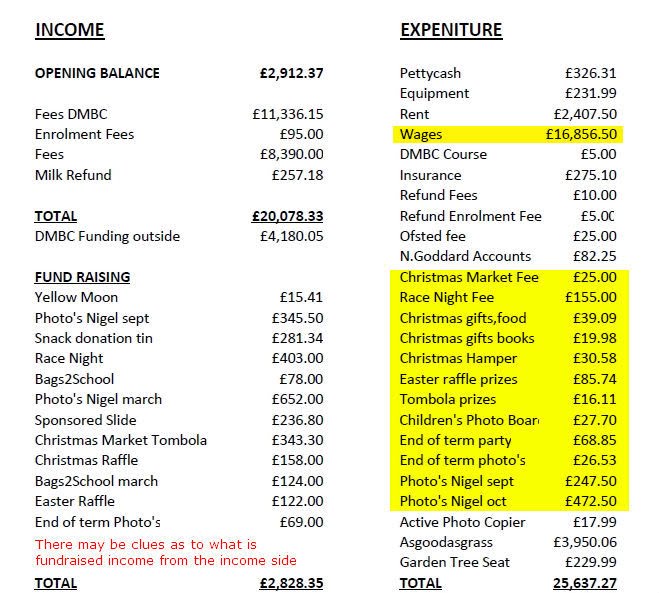 INCOME
OPENING BALANCE £2,912.37
Fees DMBC £11,336.15
Enrolment Fees £95.00
Fees £8,390.00
Milk Refund £257.18
TOTAL £20,078.33
DMBC Funding outside £4,180.05
FUND RAISING
Yellow Moon £15.41
Photo's Nigel sept £345.50
Snack donation tin £281.34
Race Night £403.00
Bags2School £78.00
Photo's Nigel march £652.00
Sponsored Slide £236.80
Christmas Market Tombola £343.30
Christmas Raffle £158.00
Bags2School march £124.00
Easter Raffle £122.00
End of term Photo's £69.00
There may be clues as to what is
fundraised income from the income side
TOTAL £2,828.35
EXPENITURE
Pettycash £326.31
Equipment £231.99
Rent £2,407.50
Wages £16,856.50
DMBC Course £5.00
Insurance £275.10
Refund Fees £10.00
Refund Enrolment Fee £5.00
Ofsted fee £25.00
N.Goddard Accounts £82.25
Christmas Market Fee £25.00
Race Night Fee £155.00
Christmas gifts,food £39.09
Christmas gifts books £19.98
Christmas Hamper £30.58
Easter raffle prizes £85.74
Tombola prizes £16.11
Children's Photo Boar £27.70
End of term party £68.85
End of term photo's £26.53
Photo's Nigel sept £247.50
Photo's Nigel oct £472.50
Active Photo Copier £17.99
Asgoodasgrass £3,950.06
Garden Tree Seat £229.99
TOTAL 25,637.27